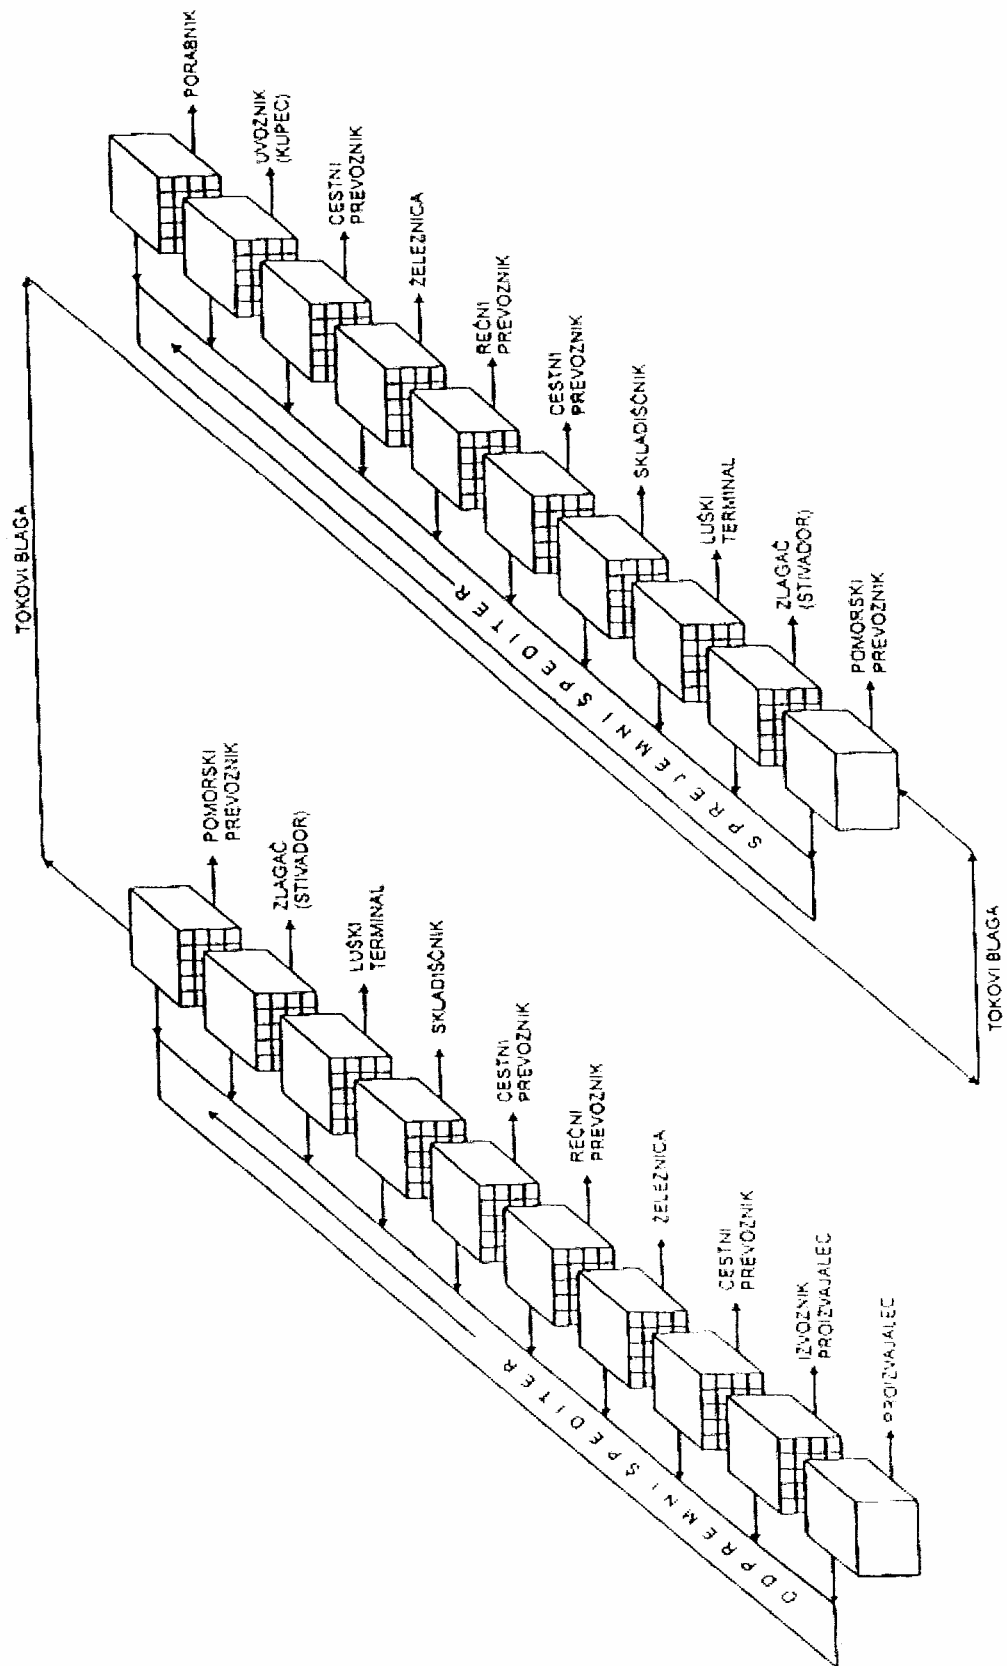 TOKOVI BLAGA
POMORSKI
PREVOZNIK
ZLAGAČ
(STIVADOR)
LUŠKI
TERMINAL
SKLADIŠČNIK
CESTNI
PREVOZNIK
REČNI
PREVOZNIK
ŽELEZNICA
CESTNI
PREVOZNIK
IZVOZNIK
PROIZVAJALEC
PROIZVAJALEC
ODPREMNI ŠPEDITER
PORABNIK
UVOZNIK
(KUPEC)
CESTNI
PREVOZNIK
ŽELEZNICA
REČNI
PREVOZNIK
CESTNI
PREVOZNIK
SKLADIŠČNIK
LUŠKI
TERMINAL
ZLAGAČ
(STIVADOR)
POMORSKI
PREVOZNIK
SPREJEMNI ŠPEDITER
TOKOVI BLAGA